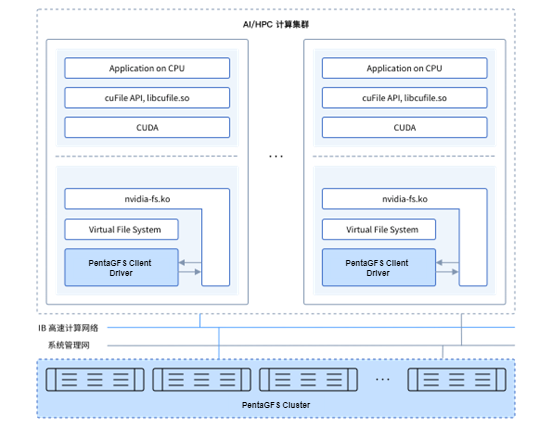 AI/HPC 计算集群
Application on CPU
Application on CPU
cuFile API, libcufile.so
cuFile API, libcufile.so
CUDA
CUDA
...
nvidia-fs.ko
nvidia-fs.ko
Virtual File System
Virtual File System
PentaGFS Client
Driver
PentaGFS Client
Driver
IB 高速计算网络
系统管理网
...
PentaGFS Cluster